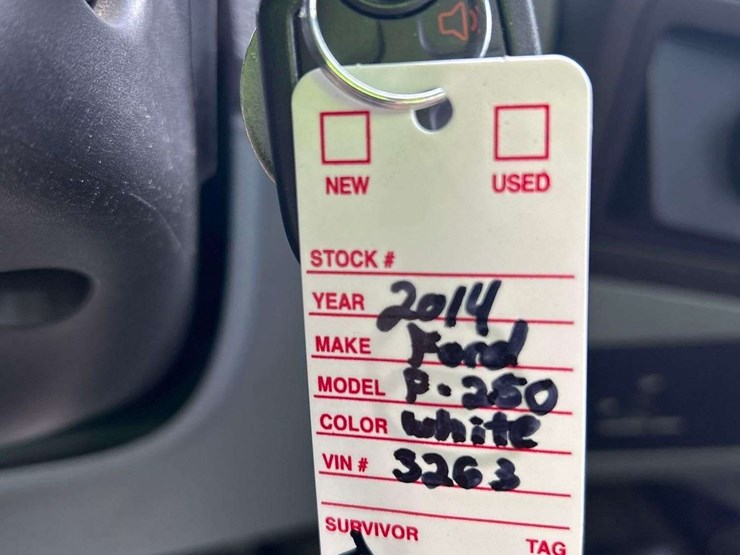 NEW USED
STOCK #
YEAR 2014
MAKE Ford
MODEL P-250
COLOR white
VIN # 3263
SURVIVOR TAG